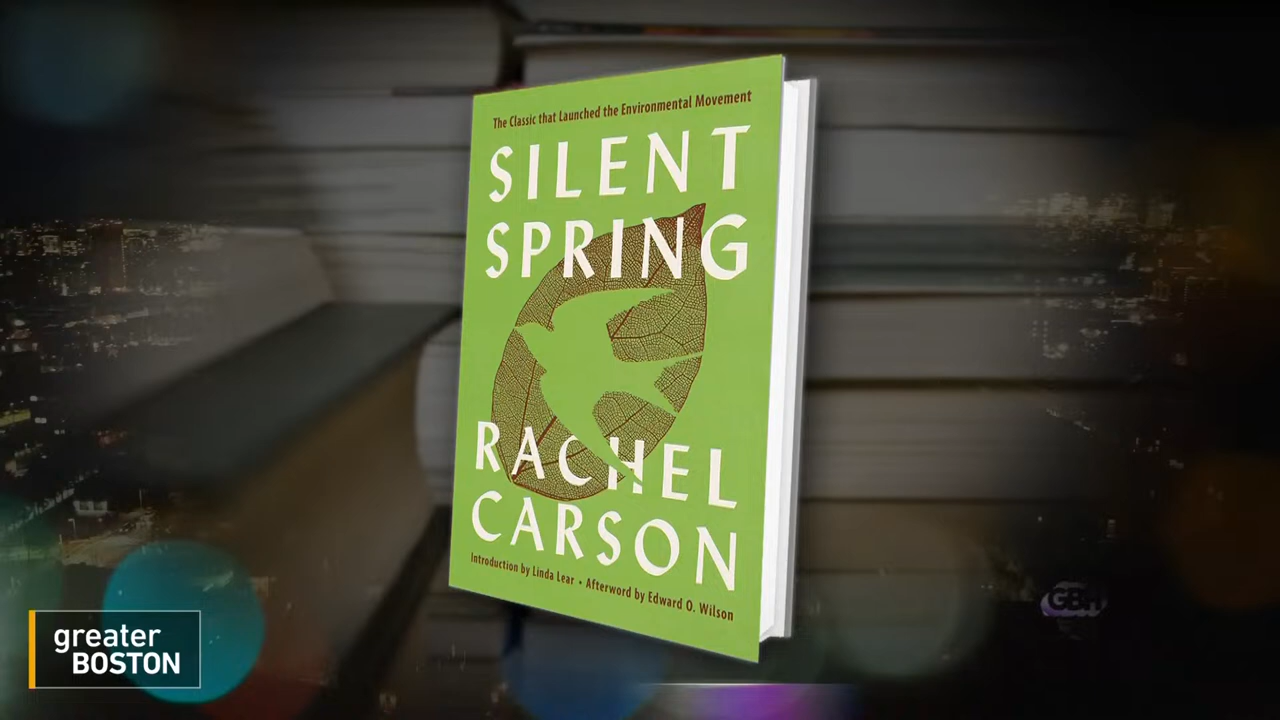 The Classic that Launched the Environmental Movement
SILENT
SPRING
RACHEL
CARSON
Introduction by Linda Lear • Afterword by Edward O. Wilson
greater
BOSTON
GBH